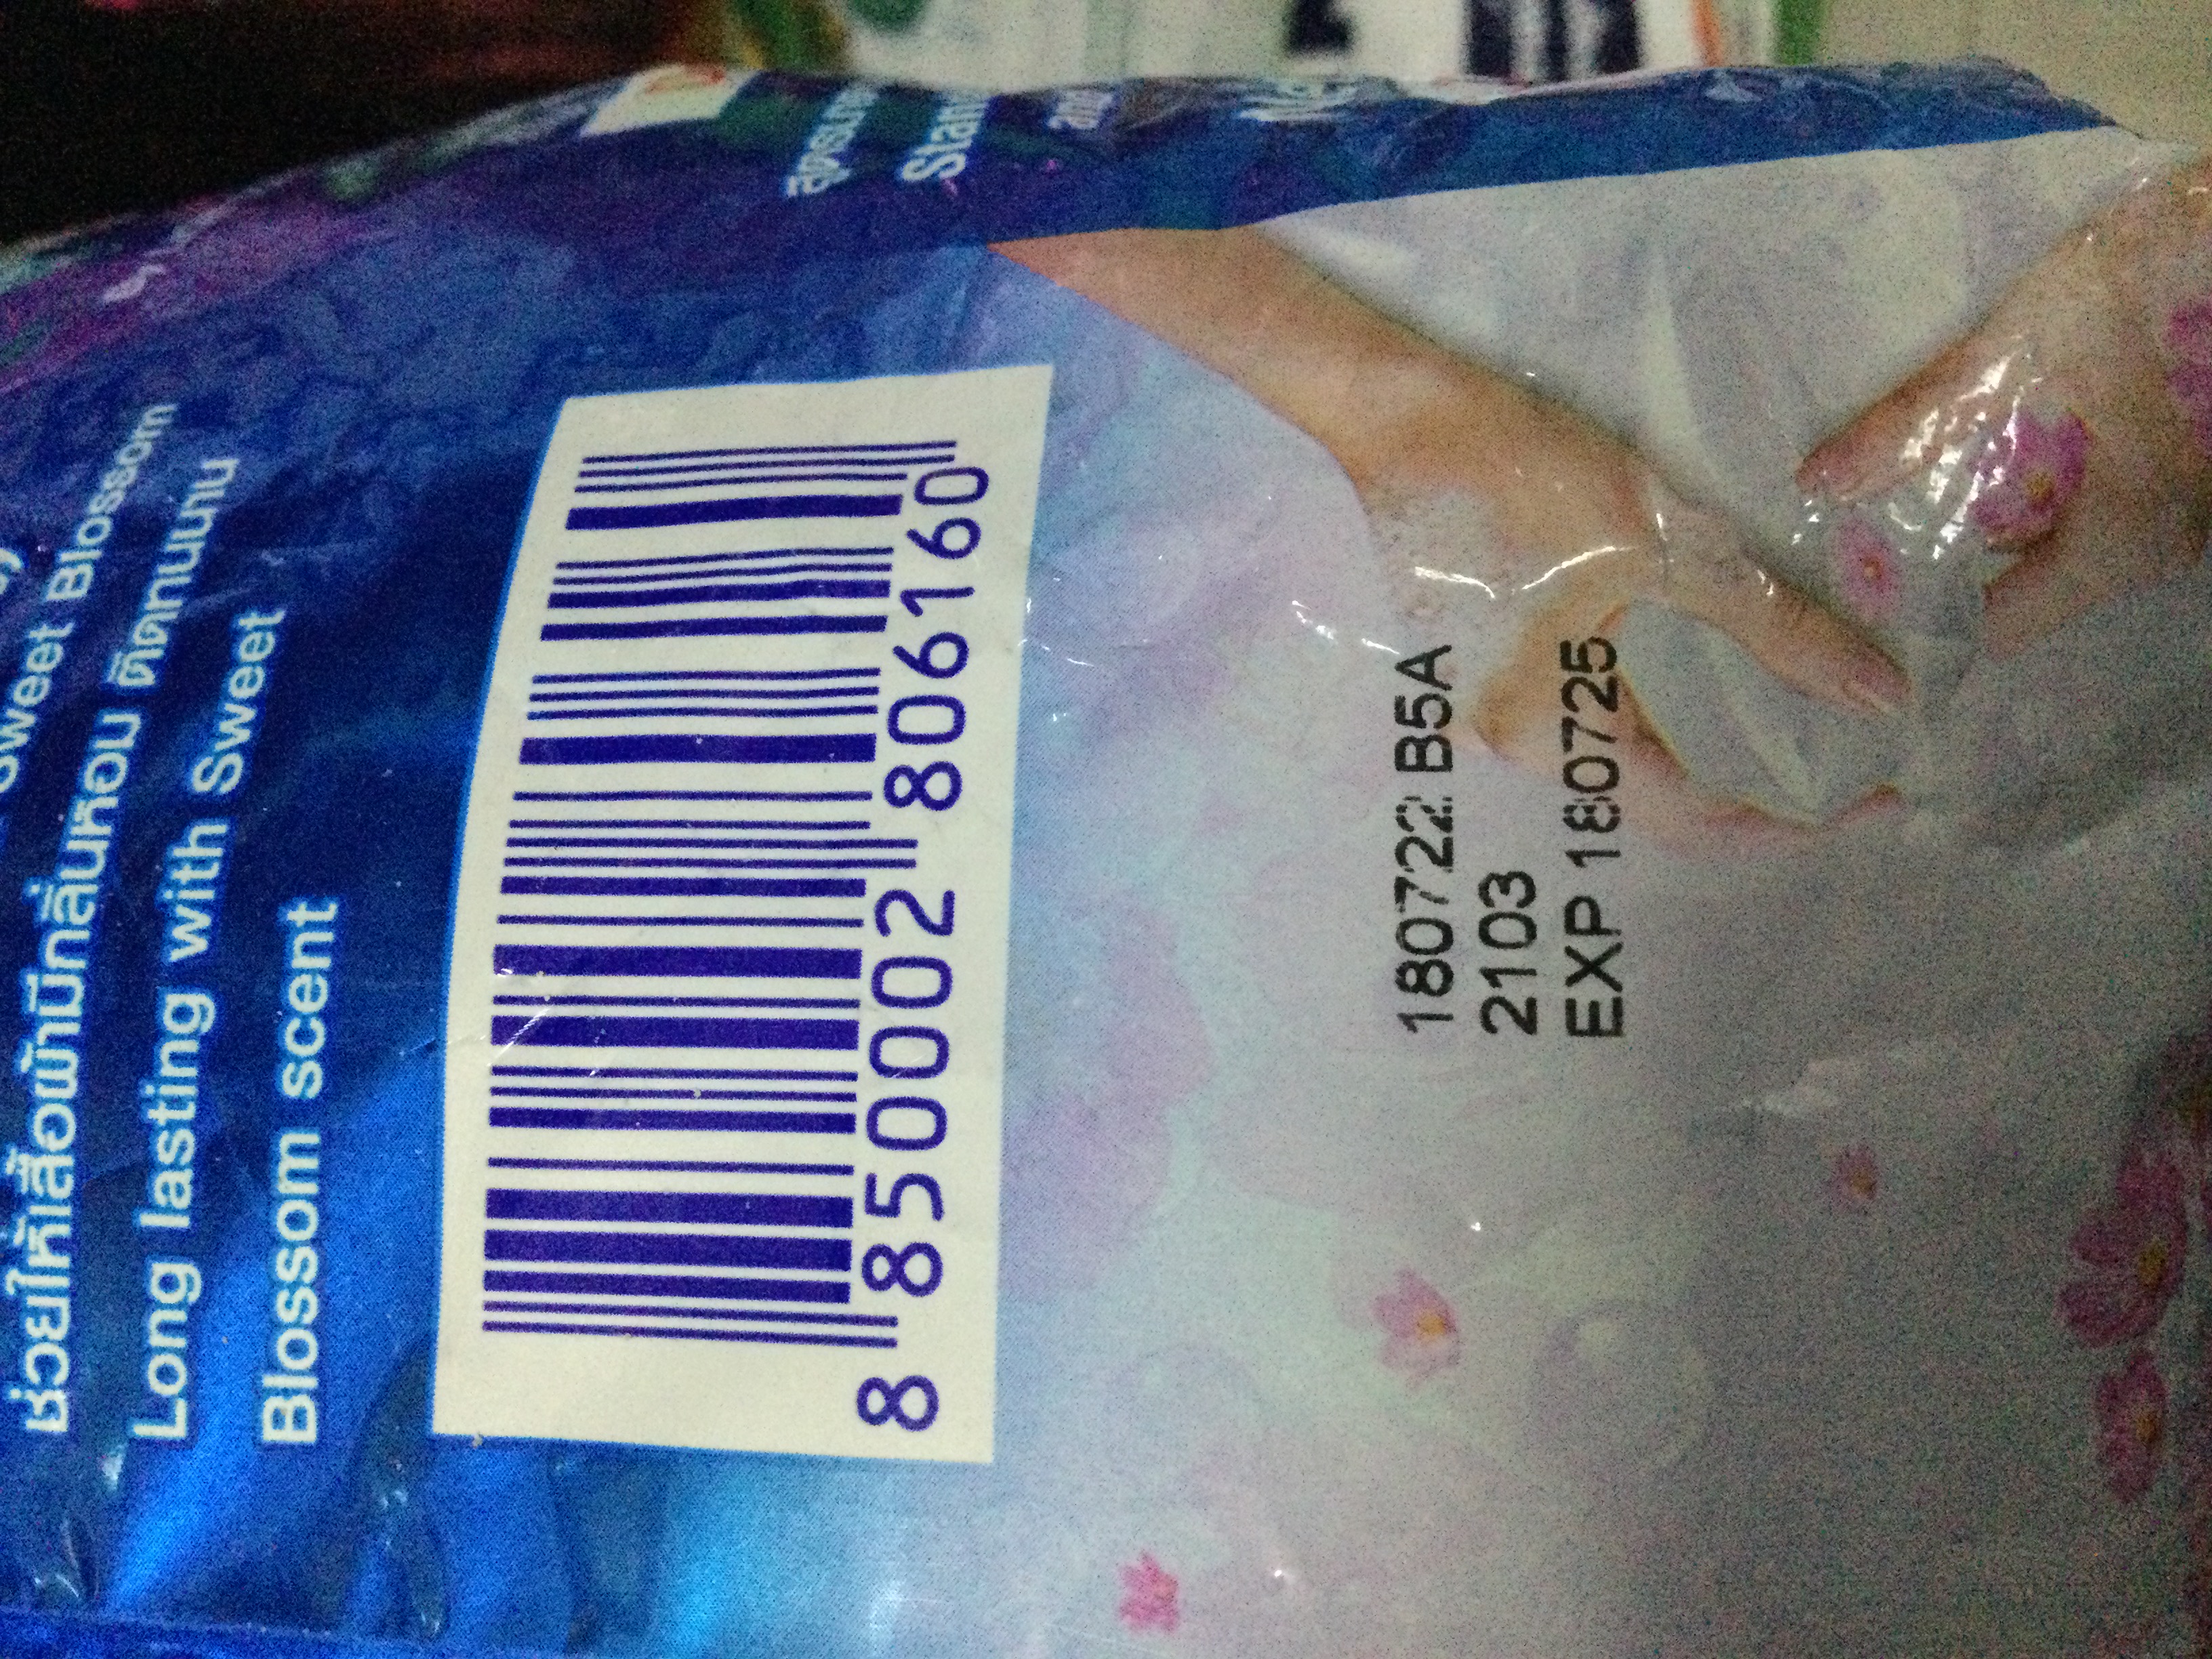 Sweet Blossom
ช่วยให้เสื้อผ้ามีกลิ่นหอม ติดทนนาน
Long lasting with Sweet
Blossom scent
8 850002 806160
180722 B5A
2103
EXP 180725